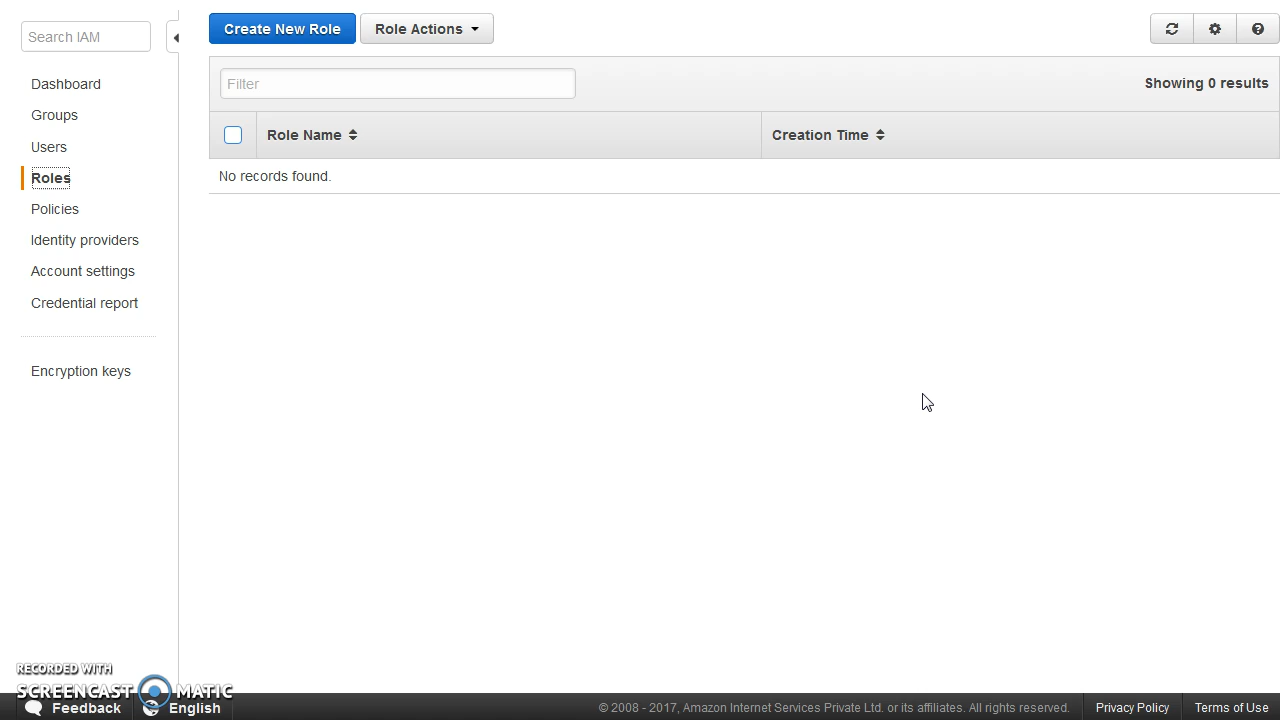 Search IAM
Dashboard
Groups
Users
Roles
Policies
Identity providers
Account settings
Credential report
Encryption keys
Create New Role
Role Actions
Filter
Showing 0 results
Role Name
Creation Time
No records found.
RECORDED WITH
SCREENCAST MATIC
Feedback
English
© 2008 - 2017, Amazon Internet Services Private Ltd. or its affiliates. All rights reserved.
Privacy Policy
Terms of Use